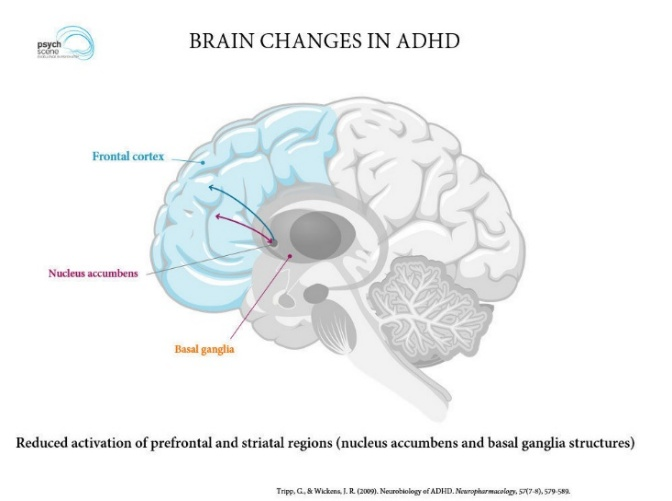 psych
scene
BRAIN CHANGES IN ADHD
Frontal cortex
Nucleus accumbens
Basal ganglia
Reduced activation of prefrontal and striatal regions (nucleus accumbens and basal ganglia structures)
Tripp, G., & Wickens, J. R. (2009). Neurobiology of ADHD. Neuropharmacology, 57(7-8), 579-589.